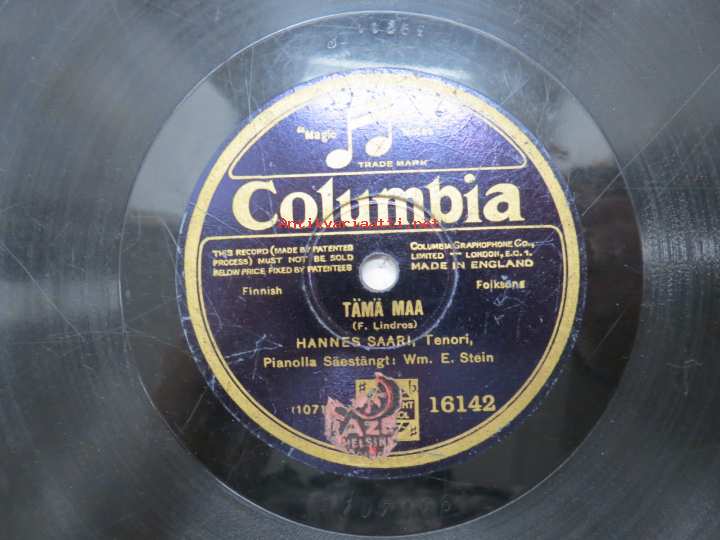 "Magic Notes"
TRADE MARK
Columbia
THIS RECORD (MADE BY PATENTED
PROCESS) MUST NOT BE SOLD
BELOW PRICE FIXED BY PATENTEES
COLUMBIA GRAPHOPHONE CO.,
LIMITED — LONDON, E.C. 1.
MADE IN ENGLAND
Finnish
Folksong
TÄMÄ MAA
(F. Lindros)
HANNES SAARI, Tenori,
Pianolla Säestängt: Wm. E. Stein
(1071
16142
HELSIN